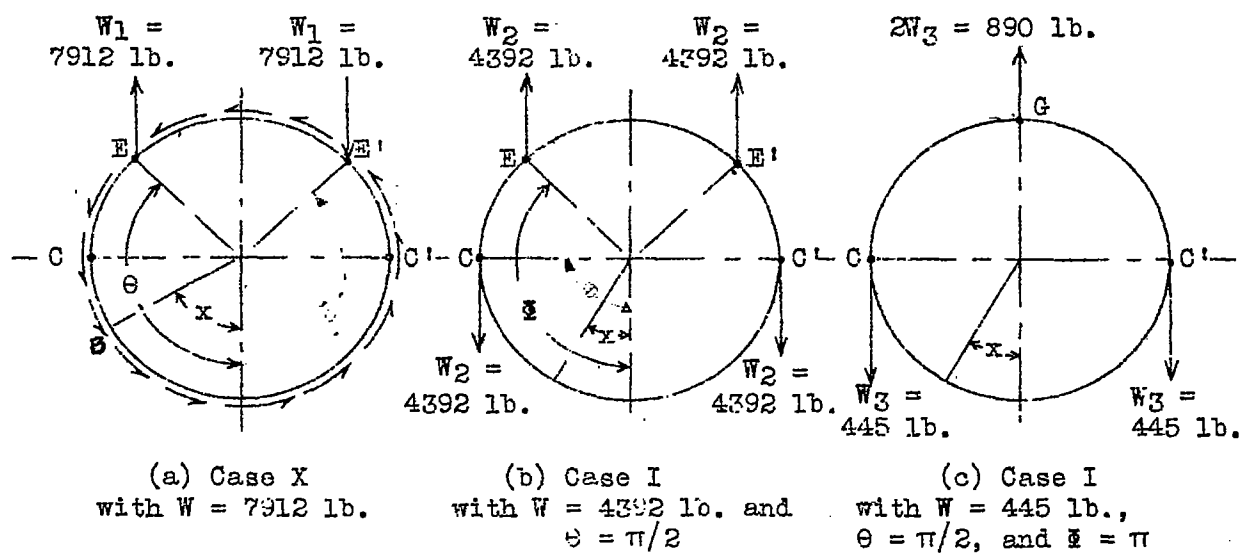 W1 = W1 = W2 = W2 = 2W3 = 890 lb.
7912 lb. 7912 lb. 4392 lb. 4392 lb.
G
E E' E E'
C C' C C' C C'
θ
x Φ x x
B
W2 = W2 = W3 = W3 =
4392 lb. 4392 lb. 445 lb. 445 lb.
(a) Case X (b) Case I (c) Case I
with W = 7912 lb. with W = 4392 lb. and with W = 445 lb.,
θ = π/2 θ = π/2, and Φ = π